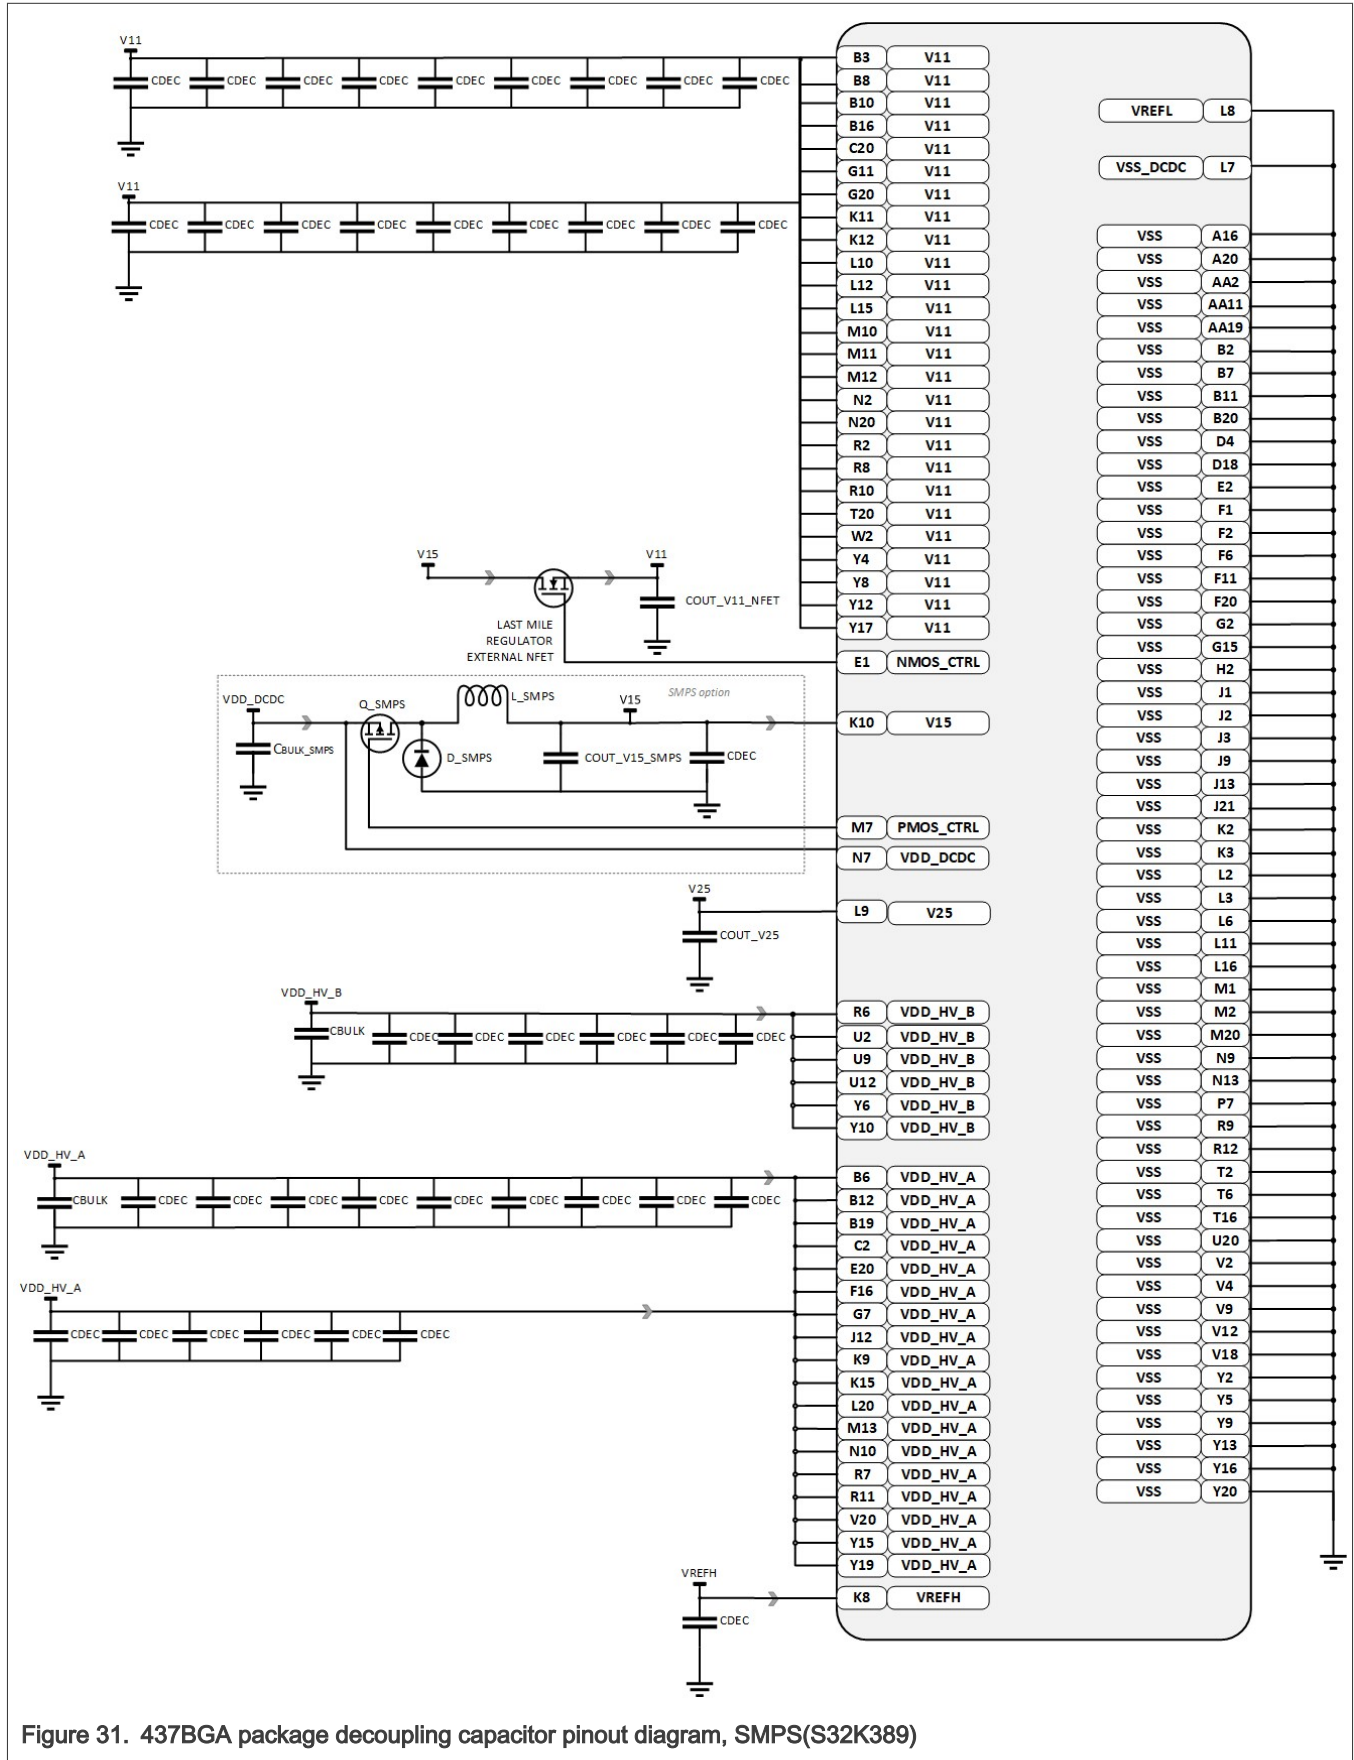 V11
CDEC CDEC CDEC CDEC CDEC CDEC CDEC CDEC CDEC
V11
CDEC CDEC CDEC CDEC CDEC CDEC CDEC CDEC CDEC
B3 V11
B8 V11
B10 V11
B16 V11
C20 V11
G11 V11
G20 V11
K11 V11
K12 V11
L10 V11
L12 V11
L15 V11
M10 V11
M11 V11
M12 V11
N2 V11
N20 V11
R2 V11
R8 V11
R10 V11
T20 V11
W2 V11
Y4 V11
Y8 V11
Y12 V11
Y17 V11
V15
V11
COUT_V11_NFET
LAST MILE
REGULATOR
EXTERNAL NFET
E1 NMOS_CTRL
SMPS option
VDD_DCDC
Q_SMPS
L_SMPS
V15
CBULK_SMPS
D_SMPS
COUT_V15_SMPS
CDEC
K10 V15
M7 PMOS_CTRL
N7 VDD_DCDC
V25
COUT_V25
L9 V25
VDD_HV_B
CBULK CDEC CDEC CDEC CDEC CDEC CDEC
R6 VDD_HV_B
U2 VDD_HV_B
U9 VDD_HV_B
U12 VDD_HV_B
Y6 VDD_HV_B
Y10 VDD_HV_B
VDD_HV_A
CBULK CDEC CDEC CDEC CDEC CDEC CDEC CDEC CDEC CDEC
VDD_HV_A
CDEC CDEC CDEC CDEC CDEC CDEC
B6 VDD_HV_A
B12 VDD_HV_A
B19 VDD_HV_A
C2 VDD_HV_A
E20 VDD_HV_A
F16 VDD_HV_A
G7 VDD_HV_A
J12 VDD_HV_A
K9 VDD_HV_A
K15 VDD_HV_A
L20 VDD_HV_A
M13 VDD_HV_A
N10 VDD_HV_A
R7 VDD_HV_A
R11 VDD_HV_A
V20 VDD_HV_A
Y15 VDD_HV_A
Y19 VDD_HV_A
VREFH
CDEC
K8 VREFH
VREFL L8
VSS_DCDC L7
VSS A16
VSS A20
VSS AA2
VSS AA11
VSS AA19
VSS B2
VSS B7
VSS B11
VSS B20
VSS D4
VSS D18
VSS E2
VSS F1
VSS F2
VSS F6
VSS F11
VSS F20
VSS G2
VSS G15
VSS H2
VSS J1
VSS J2
VSS J3
VSS J9
VSS J13
VSS J21
VSS K2
VSS K3
VSS L2
VSS L3
VSS L6
VSS L11
VSS L16
VSS M1
VSS M2
VSS M20
VSS N9
VSS N13
VSS P7
VSS R9
VSS R12
VSS T2
VSS T6
VSS T16
VSS U20
VSS V2
VSS V4
VSS V9
VSS V12
VSS V18
VSS Y2
VSS Y5
VSS Y9
VSS Y13
VSS Y16
VSS Y20
Figure 31. 437BGA package decoupling capacitor pinout diagram, SMPS(S32K389)